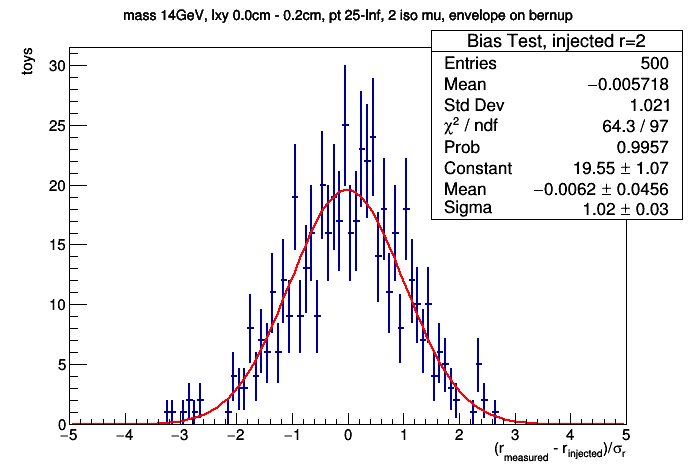 mass 14GeV, lxy 0.0cm - 0.2cm, pt 25-Inf, 2 iso mu, envelope on bernup
Bias Test, injected r=2
Entries 500
Mean −0.005718
Std Dev 1.021
χ² / ndf 64.3 / 97
Prob 0.9957
Constant 19.55 ± 1.07
Mean −0.0062 ± 0.0456
Sigma 1.02 ± 0.03
toys
30
25
20
15
10
5
0
−5 −4 −3 −2 −1 0 1 2 3 4 5
(r_measured - r_injected)/σ_r